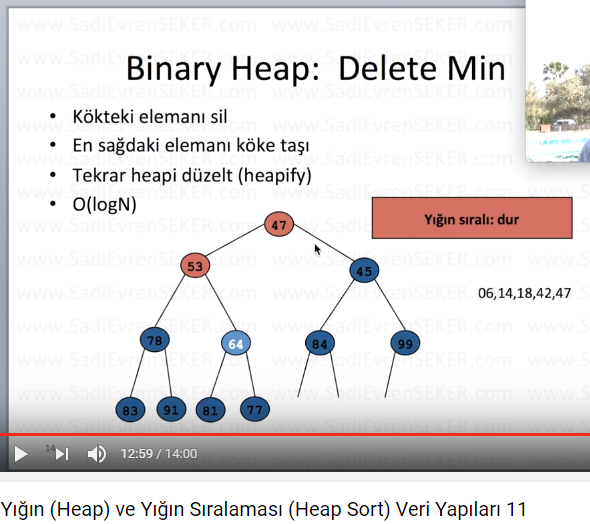 www.SadiEvrenSEKER.com
Binary Heap: Delete Min
• Kökteki elemanı sil
• En sağdaki elemanı köke taşı
• Tekrar heapi düzelt (heapify)
• O(logN)
Yığın sıralı: dur
47
53
45
06,14,18,42,47
78
64
84
99
83
91
81
77
14
12:59 / 14:00
Yığın (Heap) ve Yığın Sıralaması (Heap Sort) Veri Yapıları 11